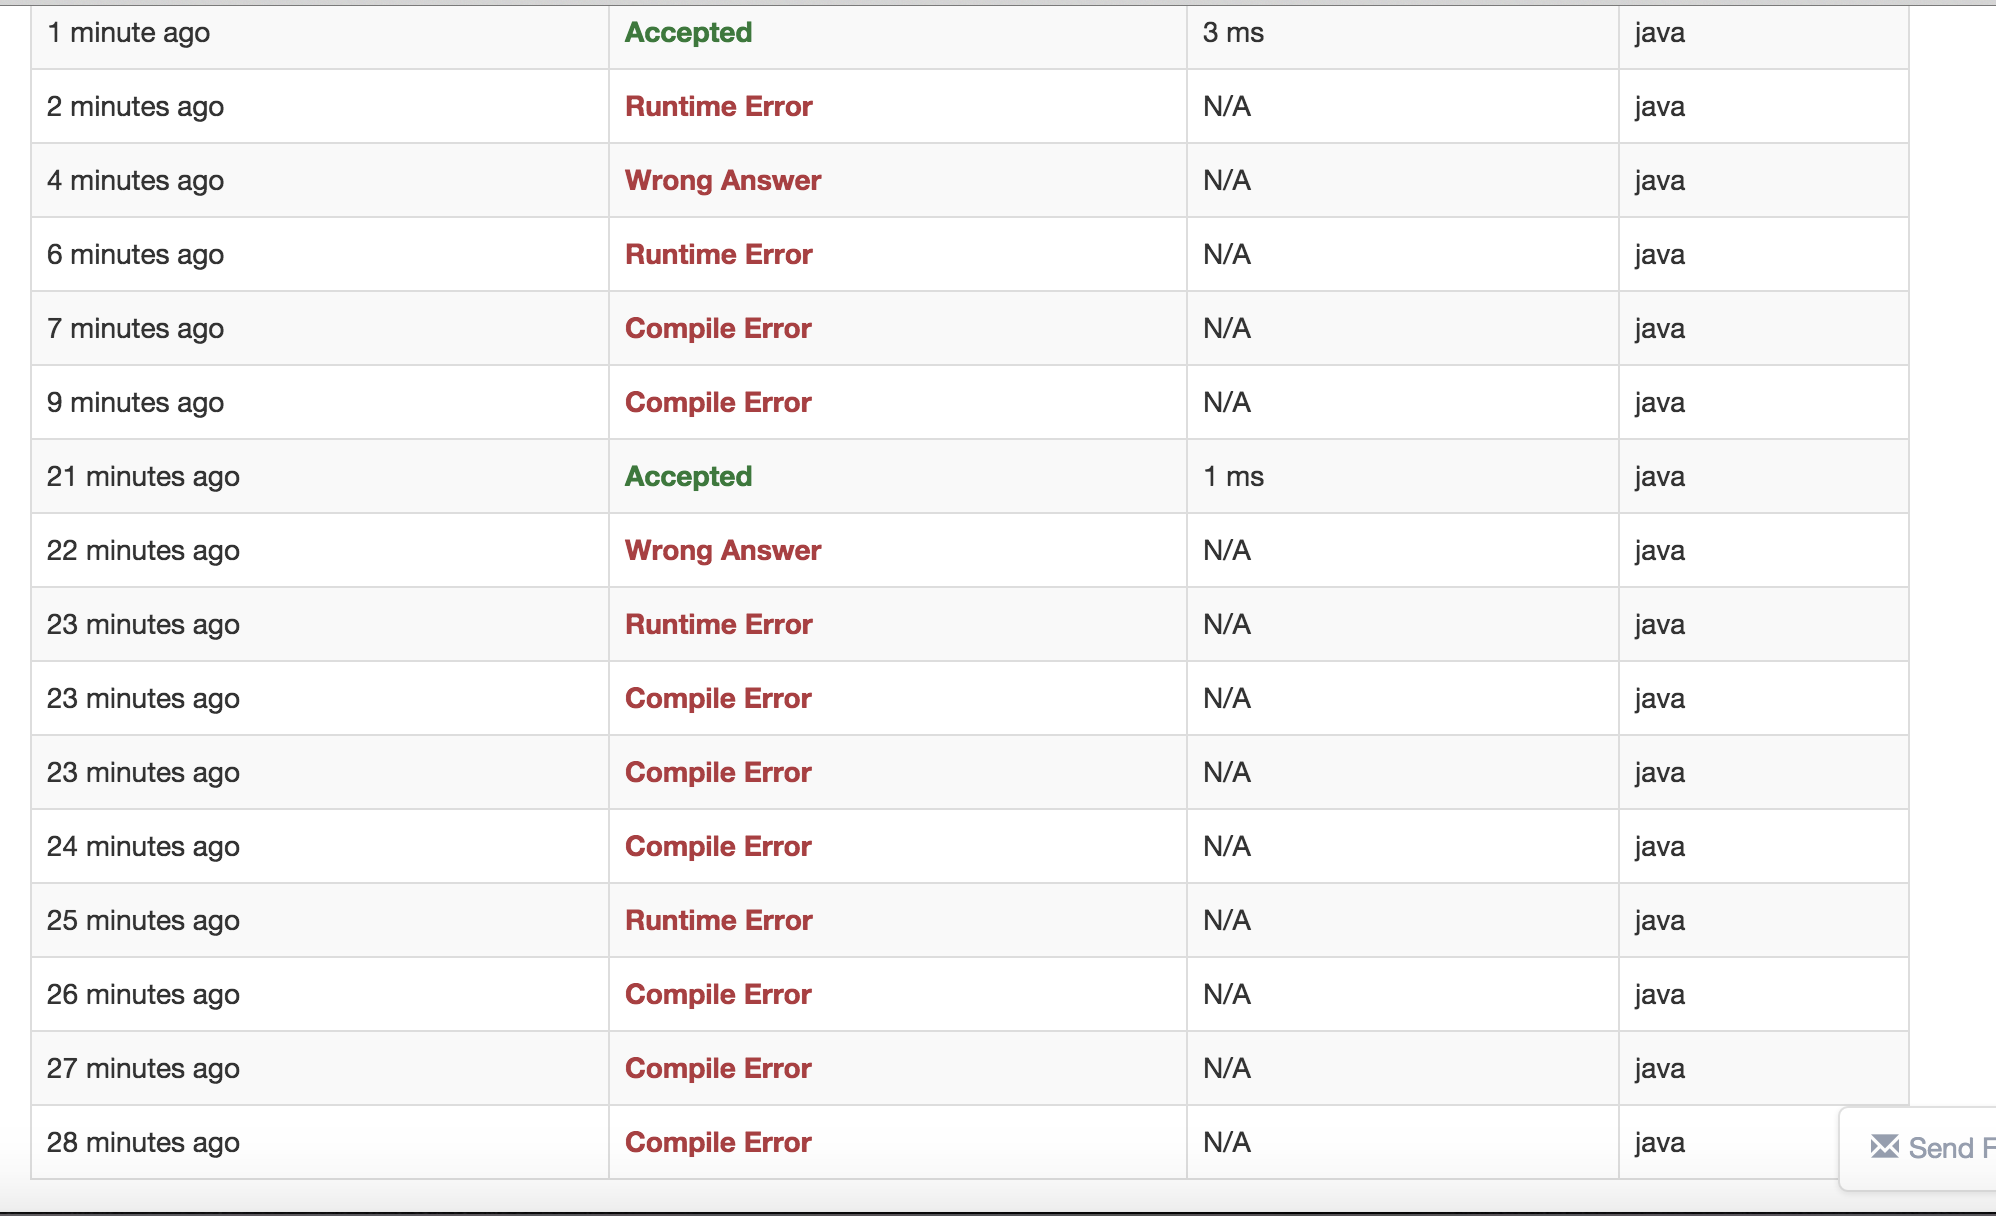 1 minute ago Accepted 3 ms java
2 minutes ago Runtime Error N/A java
4 minutes ago Wrong Answer N/A java
6 minutes ago Runtime Error N/A java
7 minutes ago Compile Error N/A java
9 minutes ago Compile Error N/A java
21 minutes ago Accepted 1 ms java
22 minutes ago Wrong Answer N/A java
23 minutes ago Runtime Error N/A java
23 minutes ago Compile Error N/A java
23 minutes ago Compile Error N/A java
24 minutes ago Compile Error N/A java
25 minutes ago Runtime Error N/A java
26 minutes ago Compile Error N/A java
27 minutes ago Compile Error N/A java
28 minutes ago Compile Error N/A java
Send F